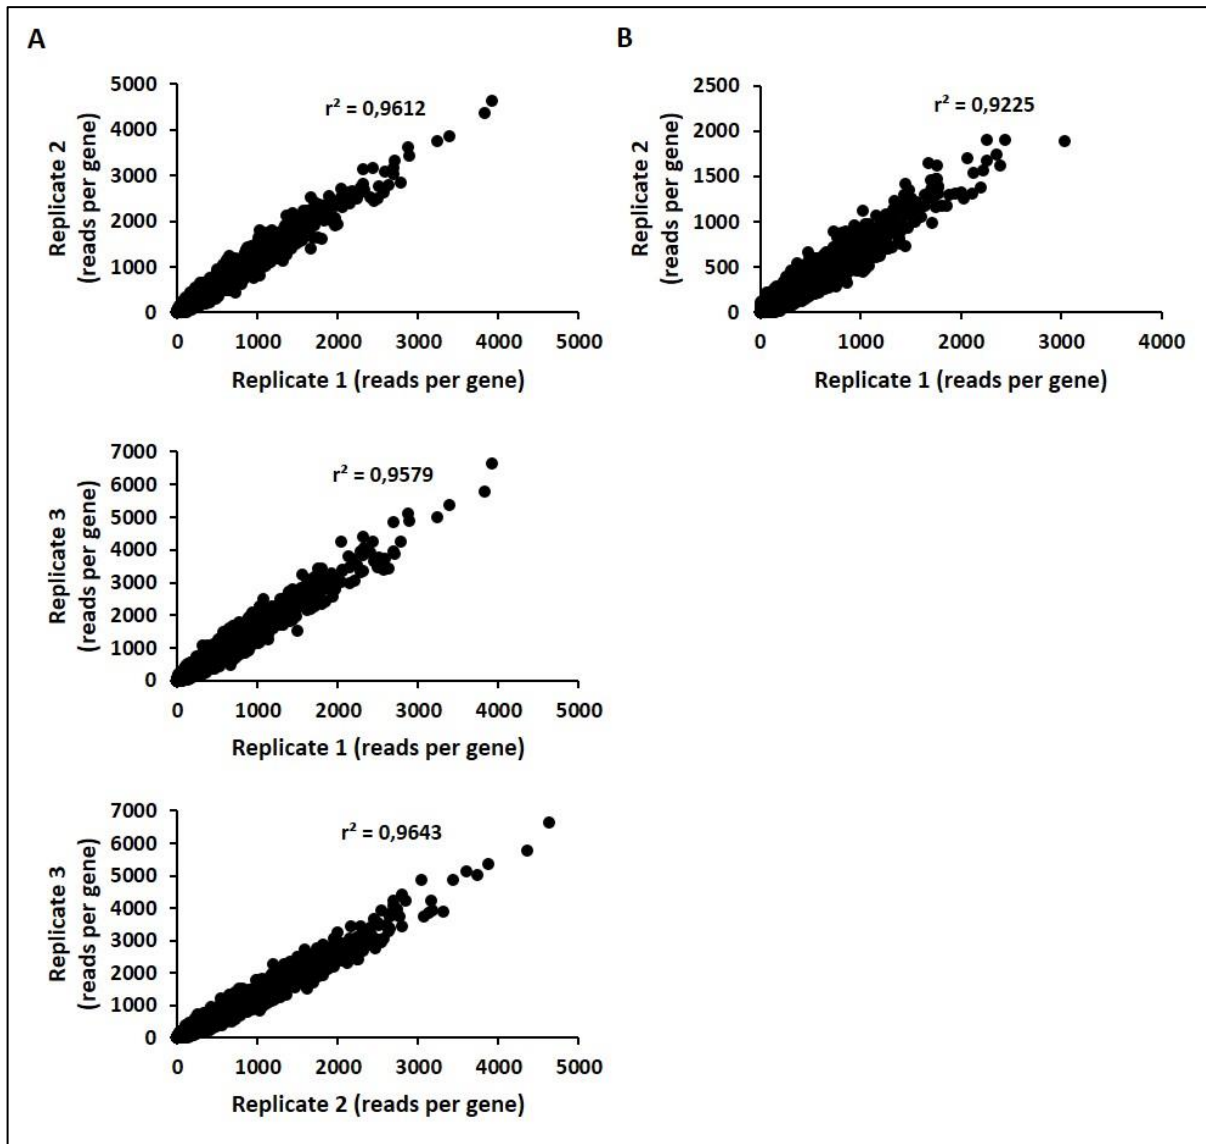 A
B
r² = 0,9612
Replicate 2
(reads per gene)
5000
4000
3000
2000
1000
0
0 1000 2000 3000 4000 5000
Replicate 1 (reads per gene)
r² = 0,9225
Replicate 2
(reads per gene)
2500
2000
1500
1000
500
0
0 1000 2000 3000 4000
Replicate 1 (reads per gene)
r² = 0,9579
Replicate 3
(reads per gene)
7000
6000
5000
4000
3000
2000
1000
0
0 1000 2000 3000 4000 5000
Replicate 1 (reads per gene)
r² = 0,9643
Replicate 3
(reads per gene)
7000
6000
5000
4000
3000
2000
1000
0
0 1000 2000 3000 4000 5000
Replicate 2 (reads per gene)